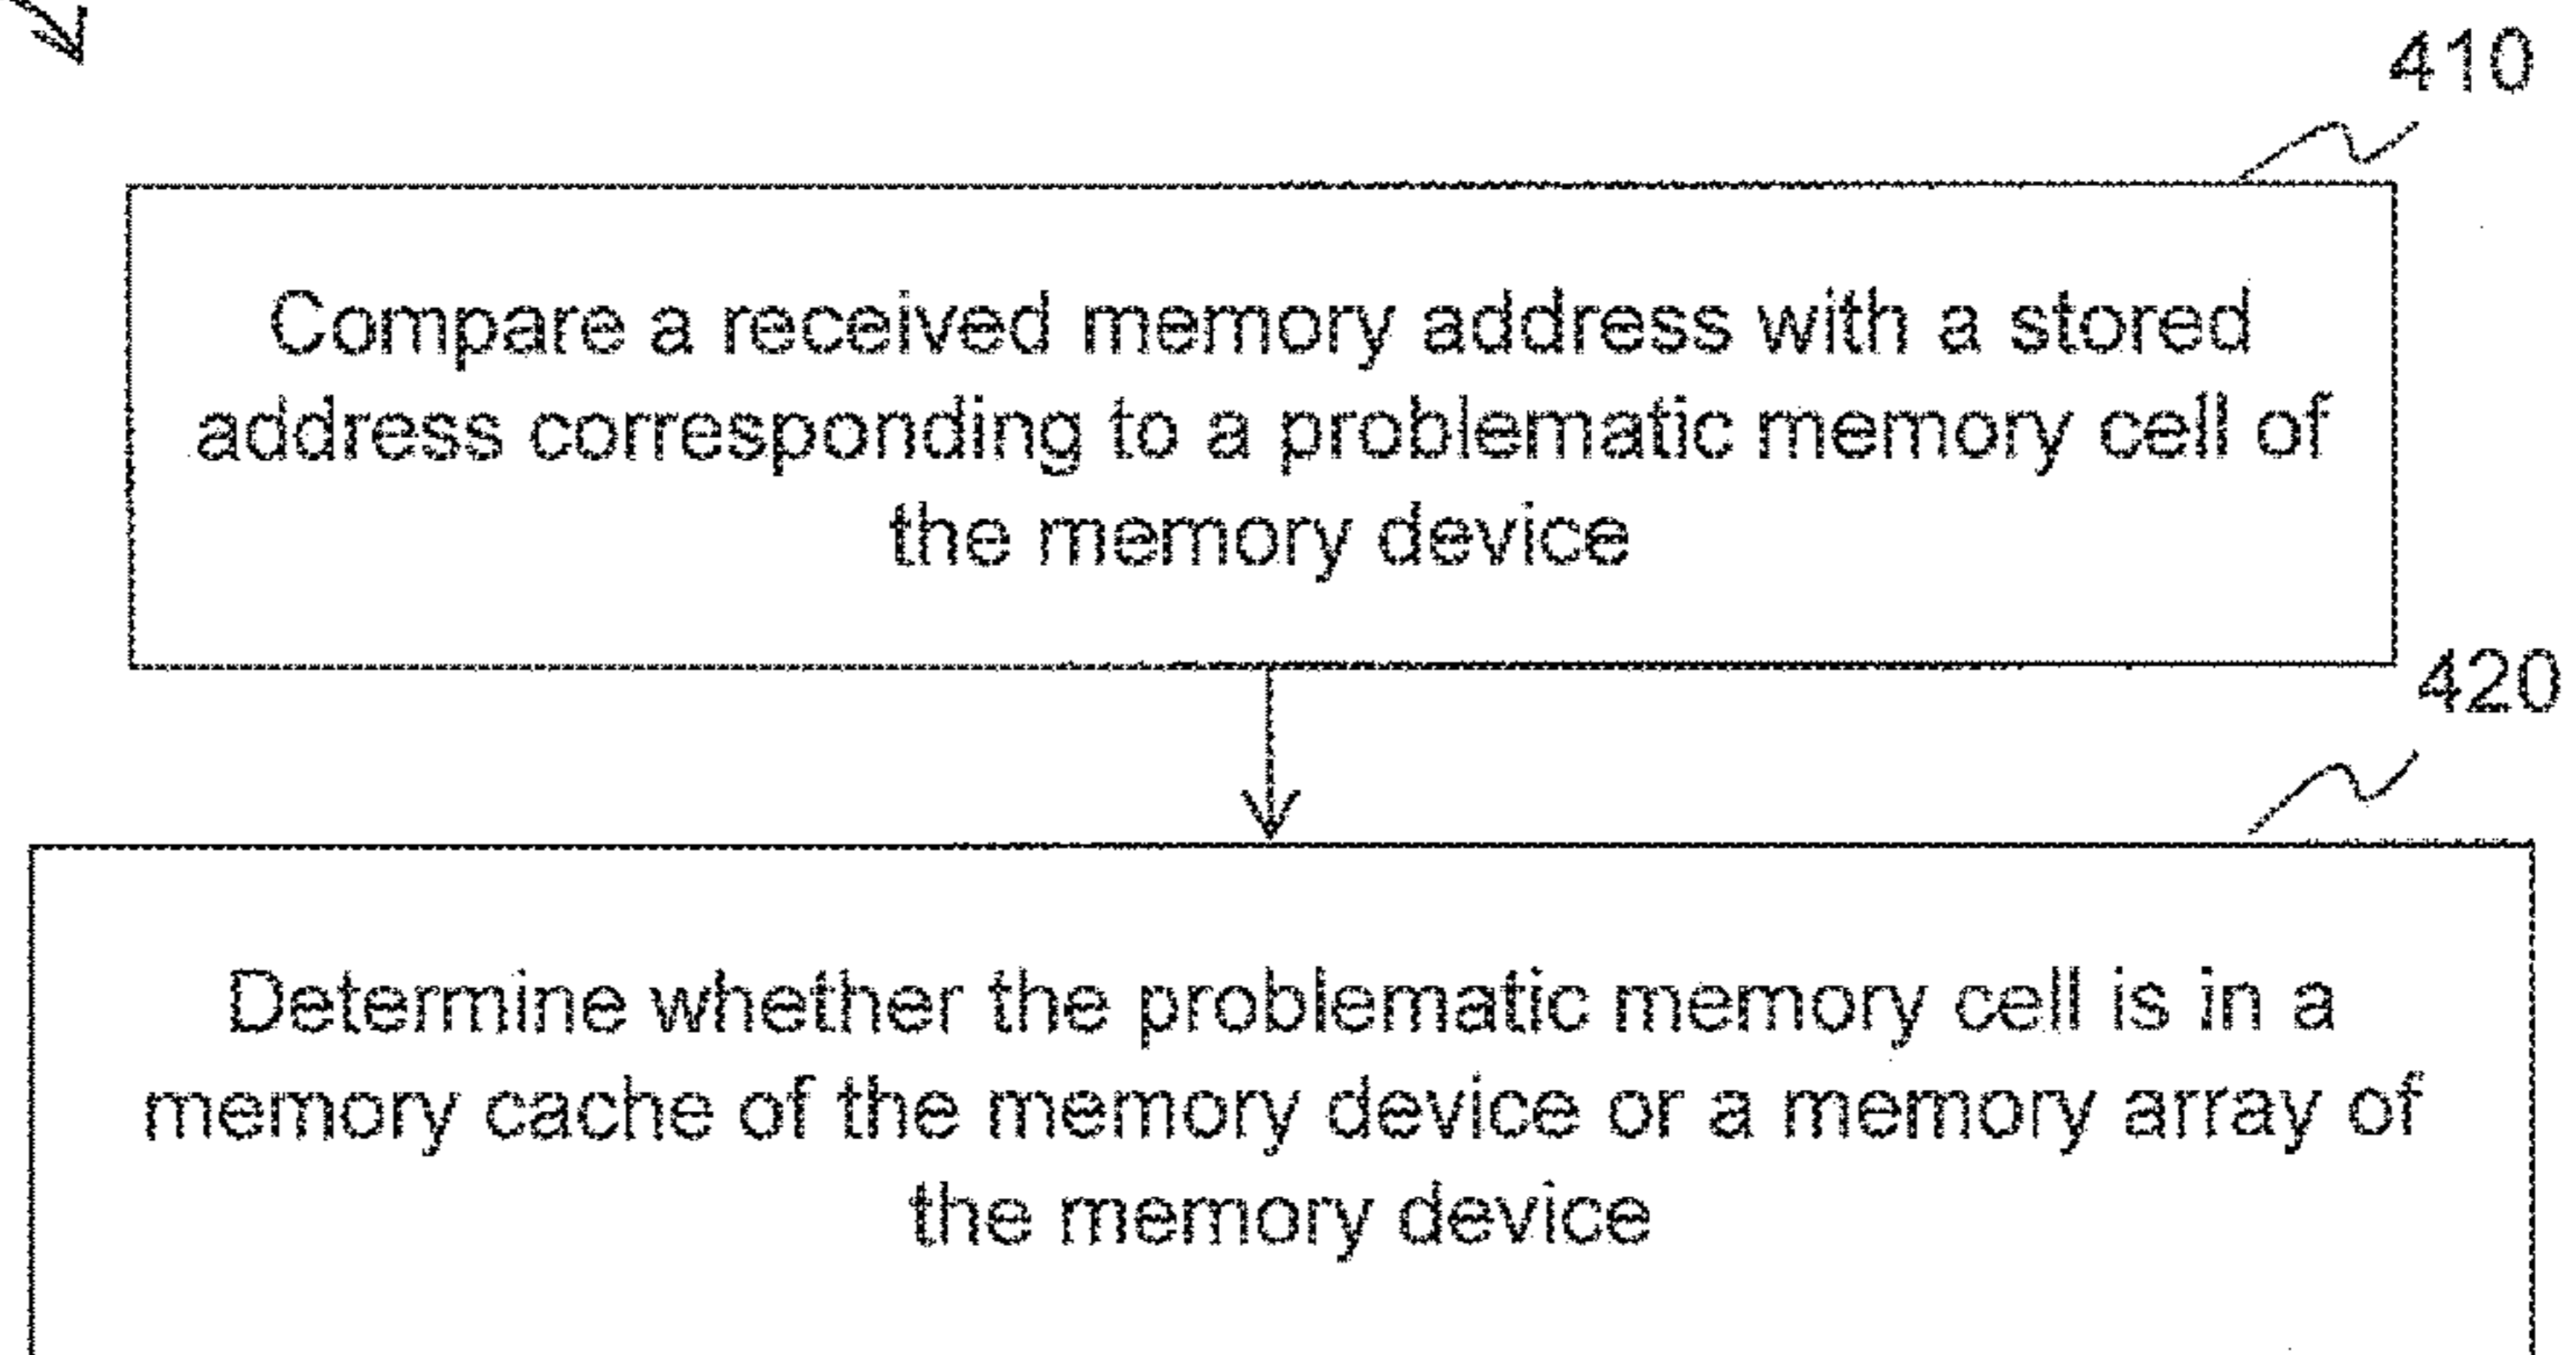 410
Compare a received memory address with a stored
address corresponding to a problematic memory cell of
the memory device
420
Determine whether the problematic memory cell is in a
memory cache of the memory device or a memory array of
the memory device